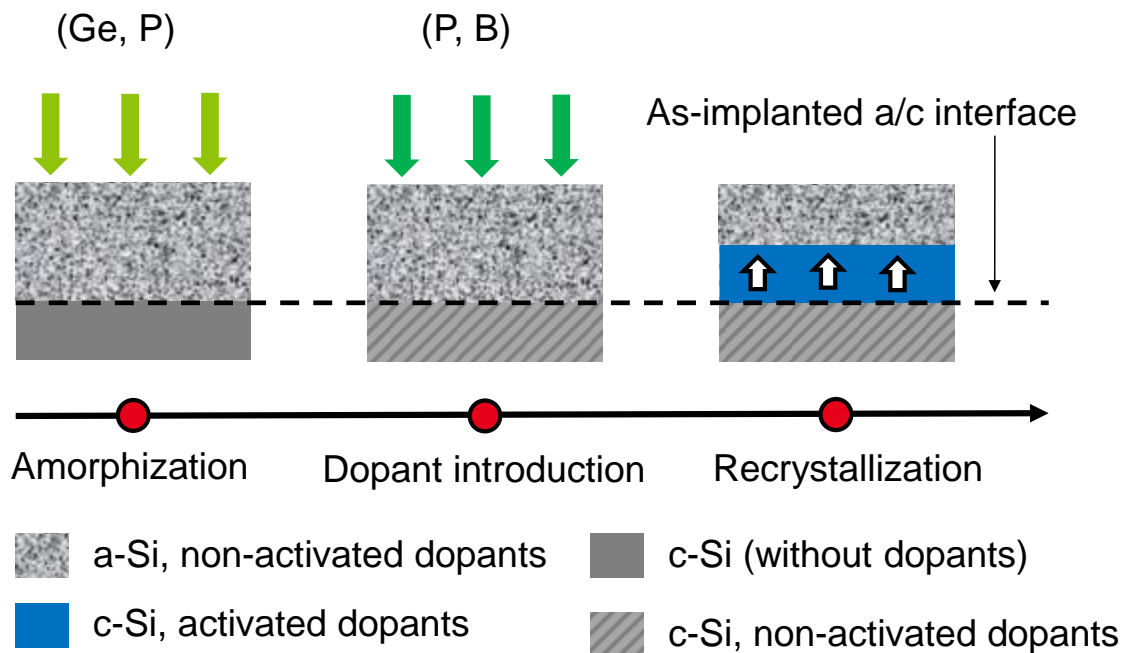 (Ge, P)
(P, B)
As-implanted a/c interface
Amorphization
Dopant introduction
Recrystallization
a-Si, non-activated dopants
c-Si (without dopants)
c-Si, activated dopants
c-Si, non-activated dopants